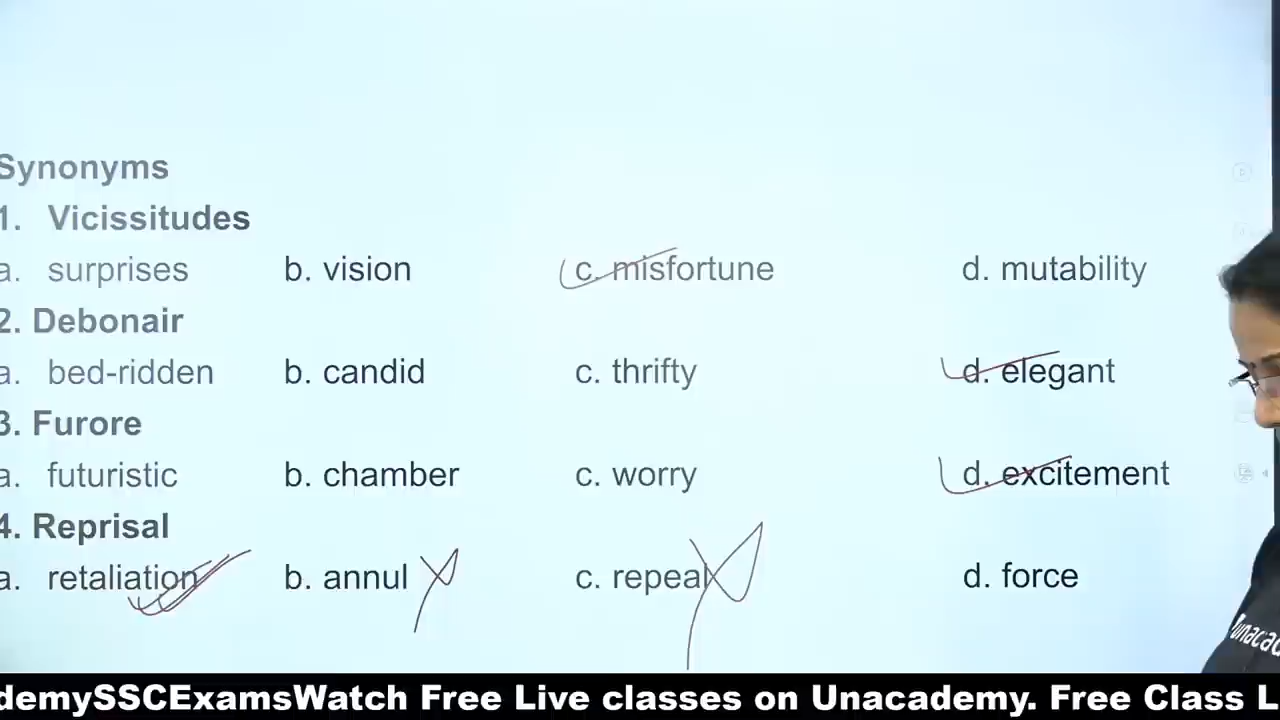 Synonyms
1. Vicissitudes
a. surprises b. vision c. misfortune d. mutability
2. Debonair
a. bed-ridden b. candid c. thrifty d. elegant
3. Furore
a. futuristic b. chamber c. worry d. excitement
4. Reprisal
a. retaliation b. annul c. repeal d. force
unacad
demySSCExamsWatch Free Live classes on Unacademy. Free Class L